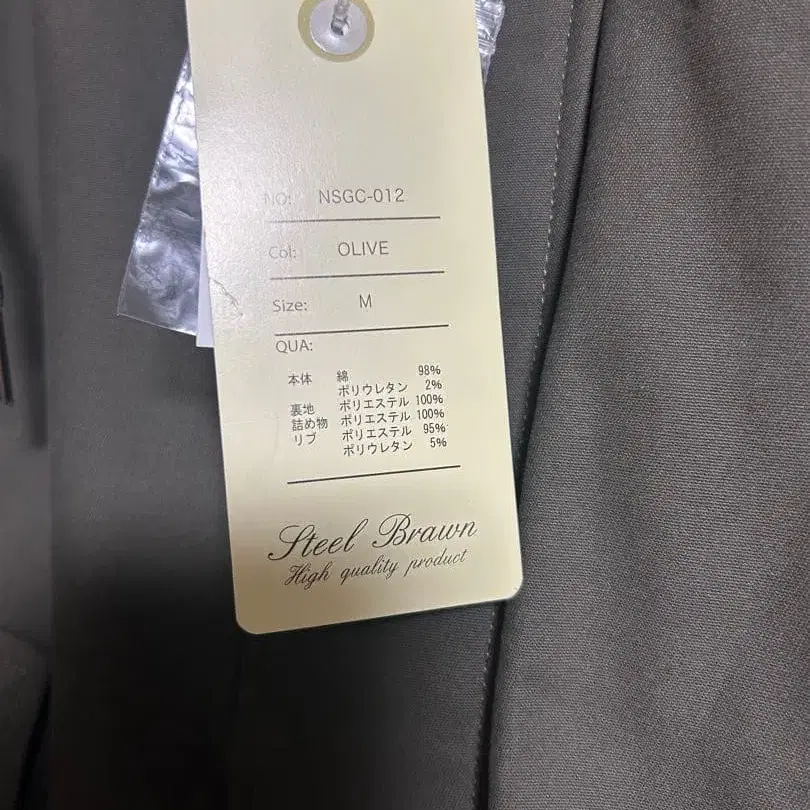 NO: NSGC-012
Col: OLIVE
Size: M
QUA:
本体 綿 98%
ポリウレタン 2%
裏地 ポリエステル 100%
詰め物 ポリエステル 100%
リブ ポリエステル 95%
ポリウレタン 5%
Steel Brawn
High quality product